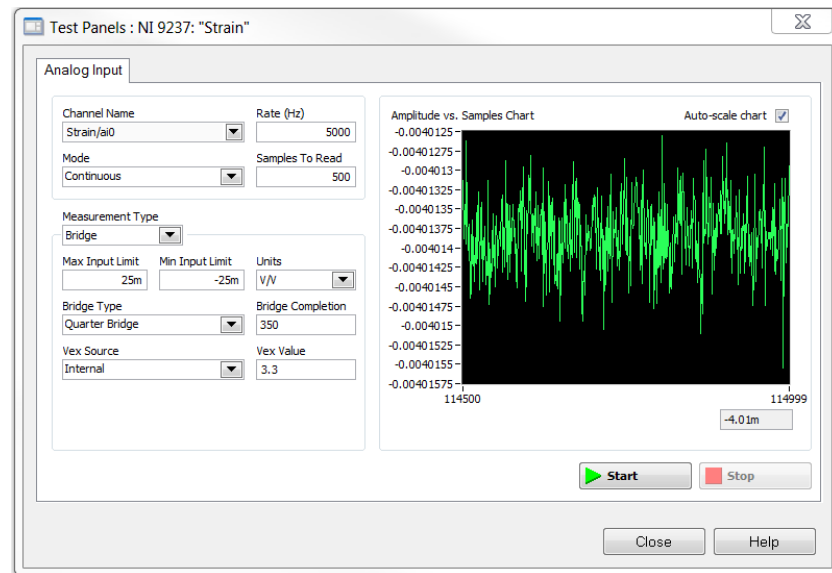 Test Panels : NI 9237: "Strain"
Analog Input
Channel Name
Rate (Hz)
Strain/ai0
5000
Mode
Samples To Read
Continuous
500
Measurement Type
Bridge
Max Input Limit
Min Input Limit
Units
25m
-25m
V/V
Bridge Type
Bridge Completion
Quarter Bridge
350
Vex Source
Vex Value
Internal
3.3
Amplitude vs. Samples Chart
Auto-scale chart
-0.0040125
-0.00401275
-0.004013
-0.00401325
-0.0040135
-0.00401375
-0.004014
-0.00401425
-0.0040145
-0.00401475
-0.004015
-0.00401525
-0.0040155
-0.00401575
114500
114999
-4.01m
Start
Stop
Close
Help